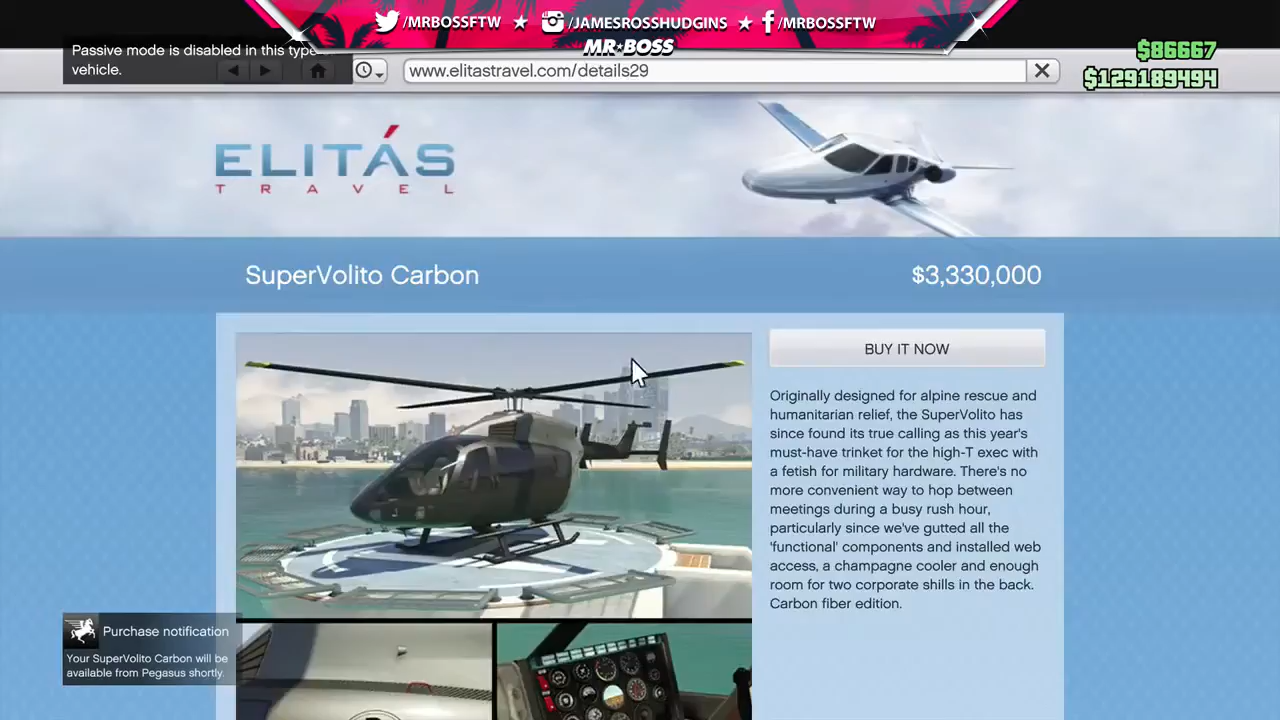 /MRBOSSFTW ★ /JAMESROSSHUDGINS ★ /MRBOSSFTW
MR★BOSS
Passive mode is disabled in this type of
vehicle.
www.elitastravel.com/details29
$86667
$129189494
ELITÁS
TRAVEL
SuperVolito Carbon
$3,330,000
BUY IT NOW
Originally designed for alpine rescue and
humanitarian relief, the SuperVolito has
since found its true calling as this year's
must-have trinket for the high-T exec with
a fetish for military hardware. There's no
more convenient way to hop between
meetings during a busy rush hour,
particularly since we've gutted all the
'functional' components and installed web
access, a champagne cooler and enough
room for two corporate shills in the back.
Carbon fiber edition.
Purchase notification
Your SuperVolito Carbon will be
available from Pegasus shortly.